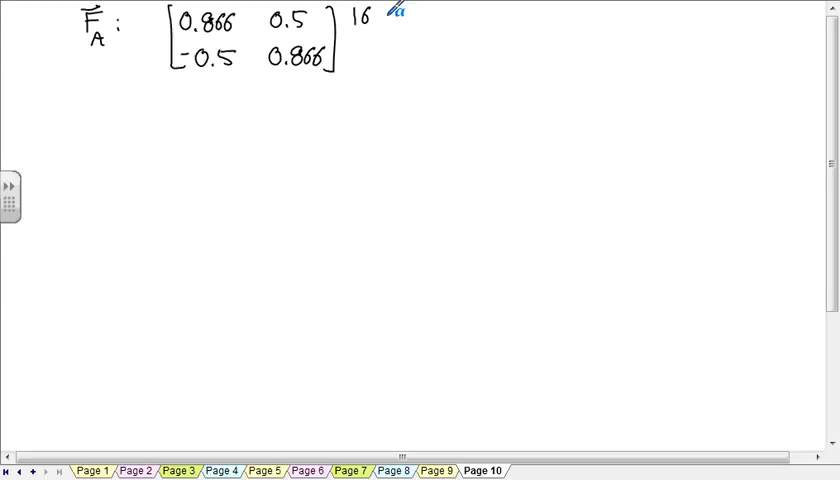 F⃗_A : [0.866 0.5] 16
[-0.5 0.866]
Page 1 Page 2 Page 3 Page 4 Page 5 Page 6 Page 7 Page 8 Page 9 Page 10